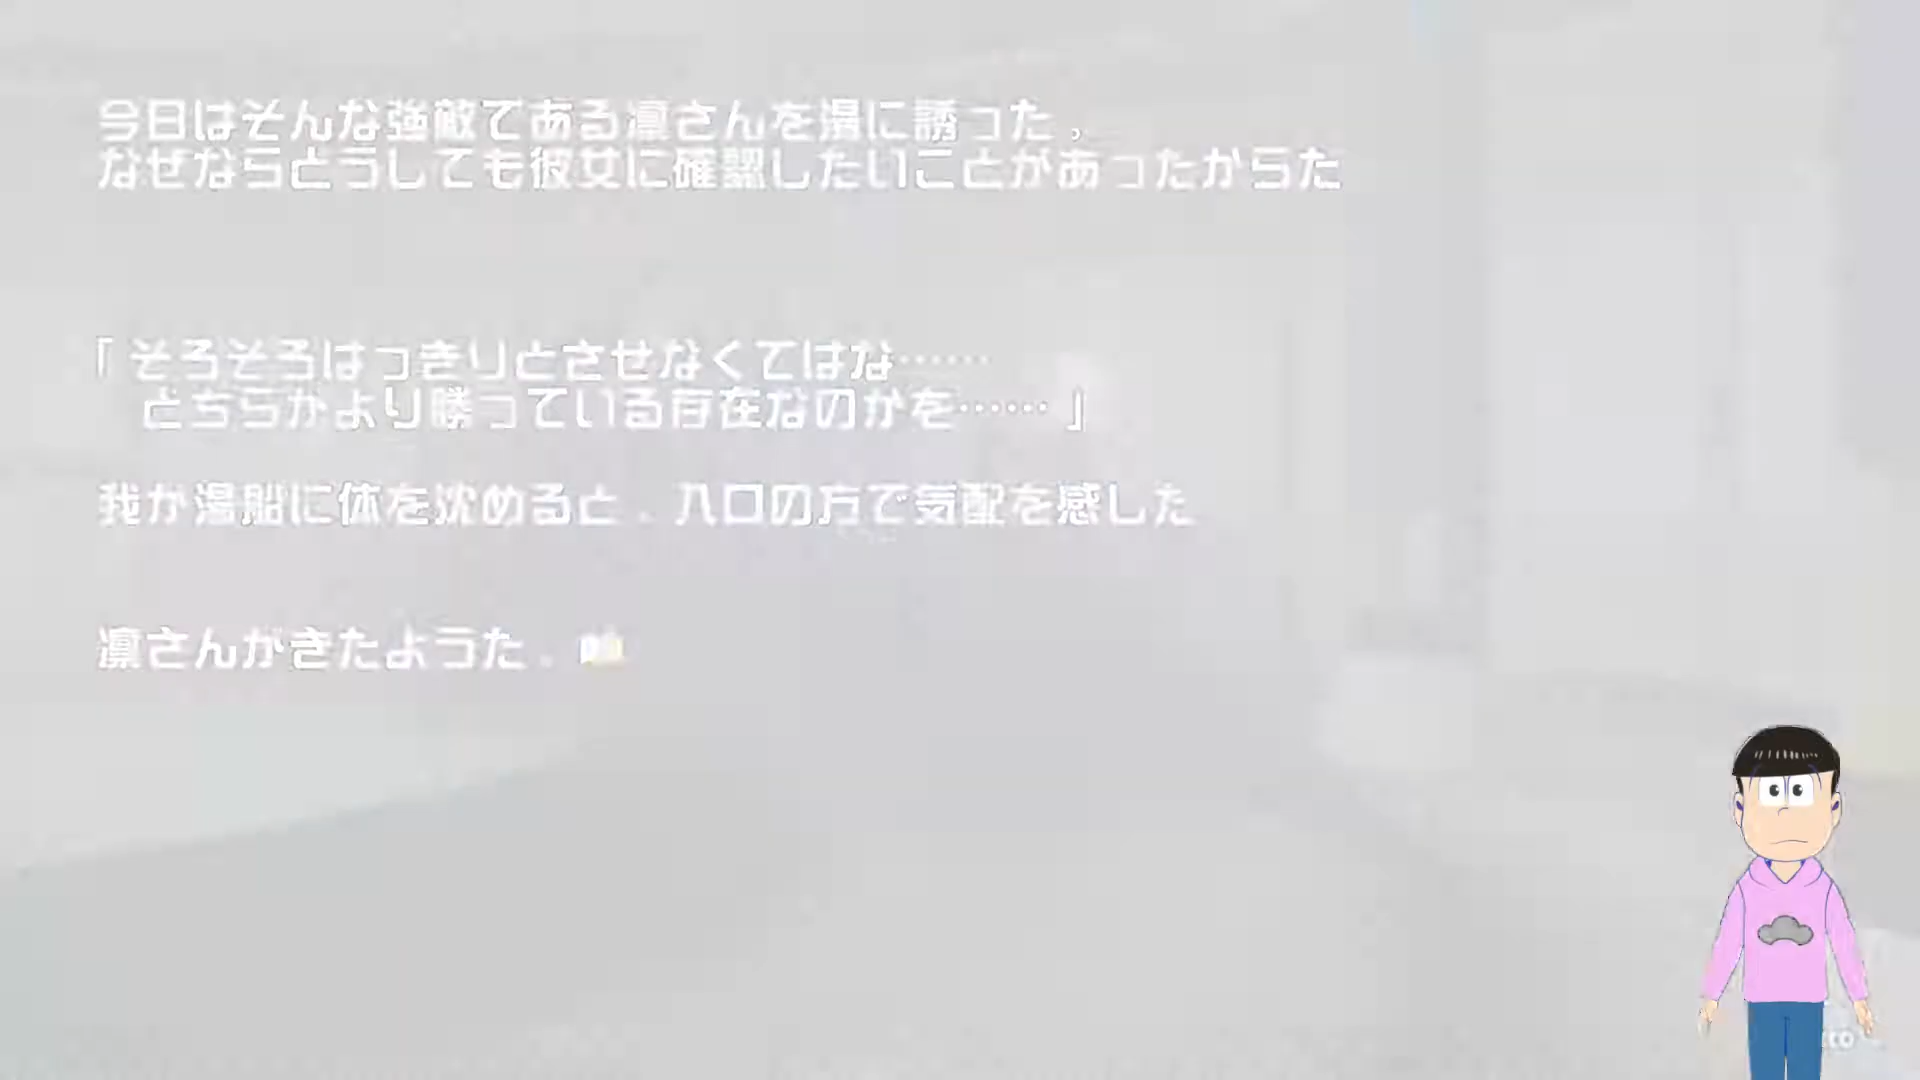 今日はそんな強敵である凛さんを湯に誘った。
なぜならどうしても彼女に確認したいことがあったからだ
「そろそろはっきりとさせなくてはな……
どちらがより勝っている存在なのかを……」
我が湯船に体を沈めると、入口の方で気配を感じた
凛さんがきたようだ。